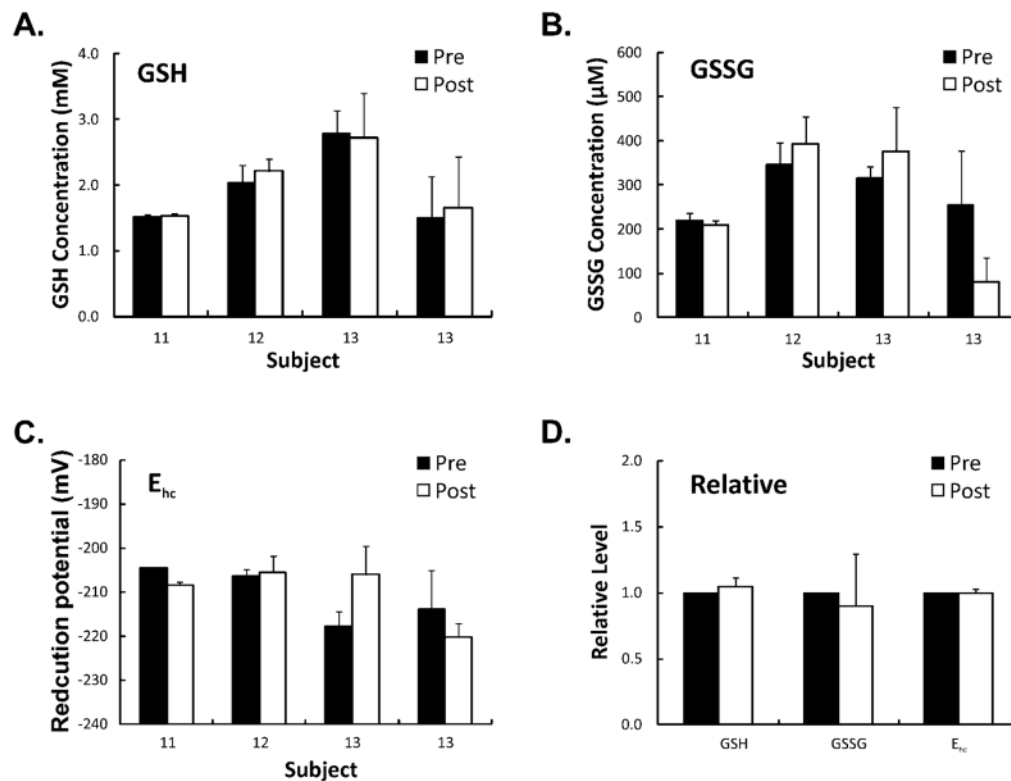 A.
GSH
Pre
Post
GSH Concentration (mM)
4.0
3.0
2.0
1.0
0.0
11 12 13 13
Subject
B.
GSSG
Pre
Post
GSSG Concentration (µM)
600
500
400
300
200
100
0
11 12 13 13
Subject
C.
Ehc
Pre
Post
Redcution potential (mV)
-180
-190
-200
-210
-220
-230
-240
11 12 13 13
Subject
D.
Relative
Pre
Post
Relative Level
2.0
1.5
1.0
0.5
0.0
GSH GSSG Ehc